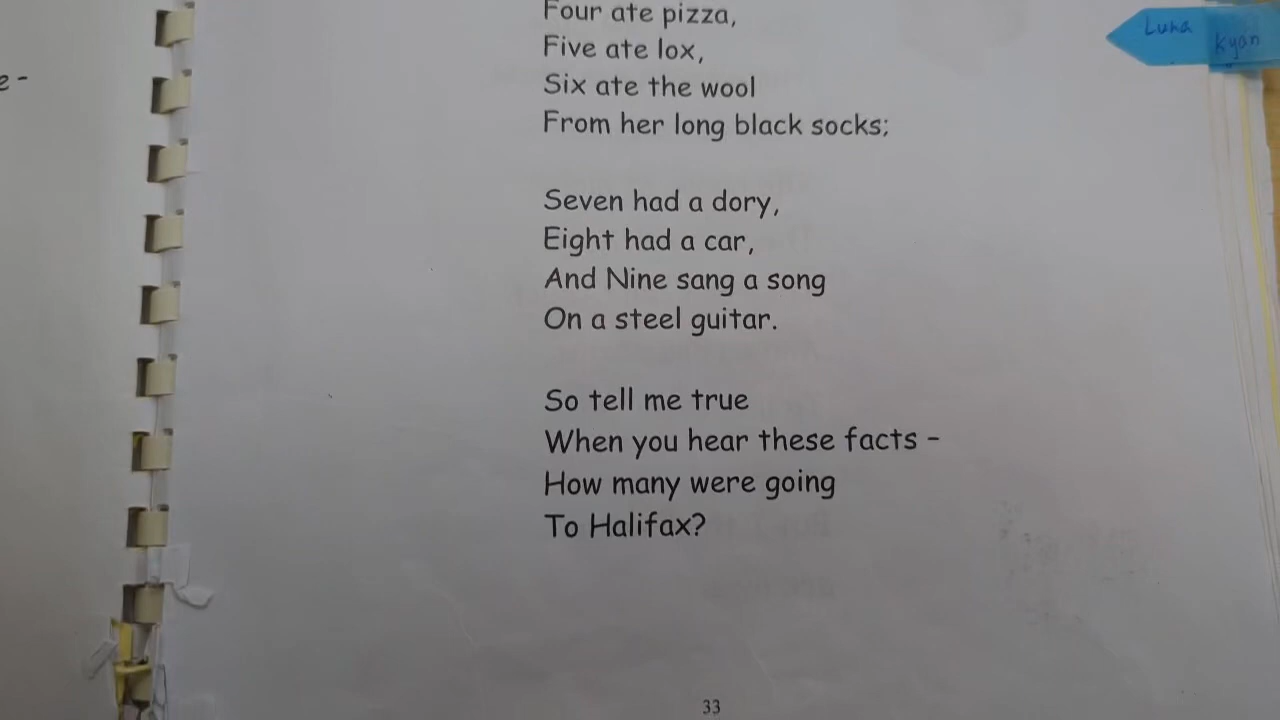 Four ate pizza,
Five ate lox,
Six ate the wool
From her long black socks;
Seven had a dory,
Eight had a car,
And Nine sang a song
On a steel guitar.
So tell me true
When you hear these facts -
How many were going
To Halifax?
33
e -
Luka
Kyan